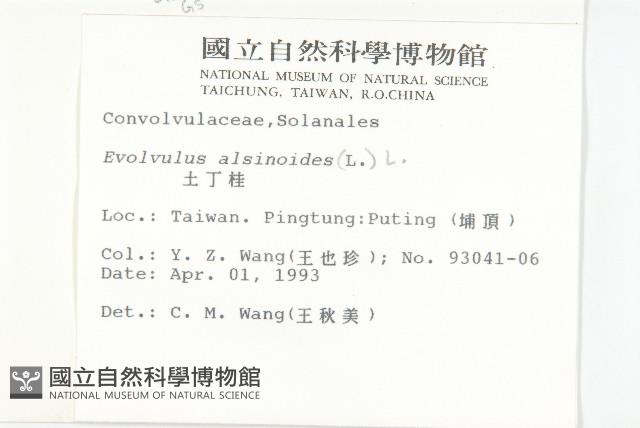 國立自然科學博物館
NATIONAL MUSEUM OF NATURAL SCIENCE
TAICHUNG, TAIWAN, R.O.CHINA
Convolvulaceae,Solanales
Evolvulus alsinoides(L.) L.
土丁桂
Loc.: Taiwan. Pingtung:Puting (埔頂)
Col.: Y. Z. Wang(王也珍); No. 93041-06
Date: Apr. 01, 1993
Det.: C. M. Wang(王秋美)
國立自然科學博物館
NATIONAL MUSEUM OF NATURAL SCIENCE